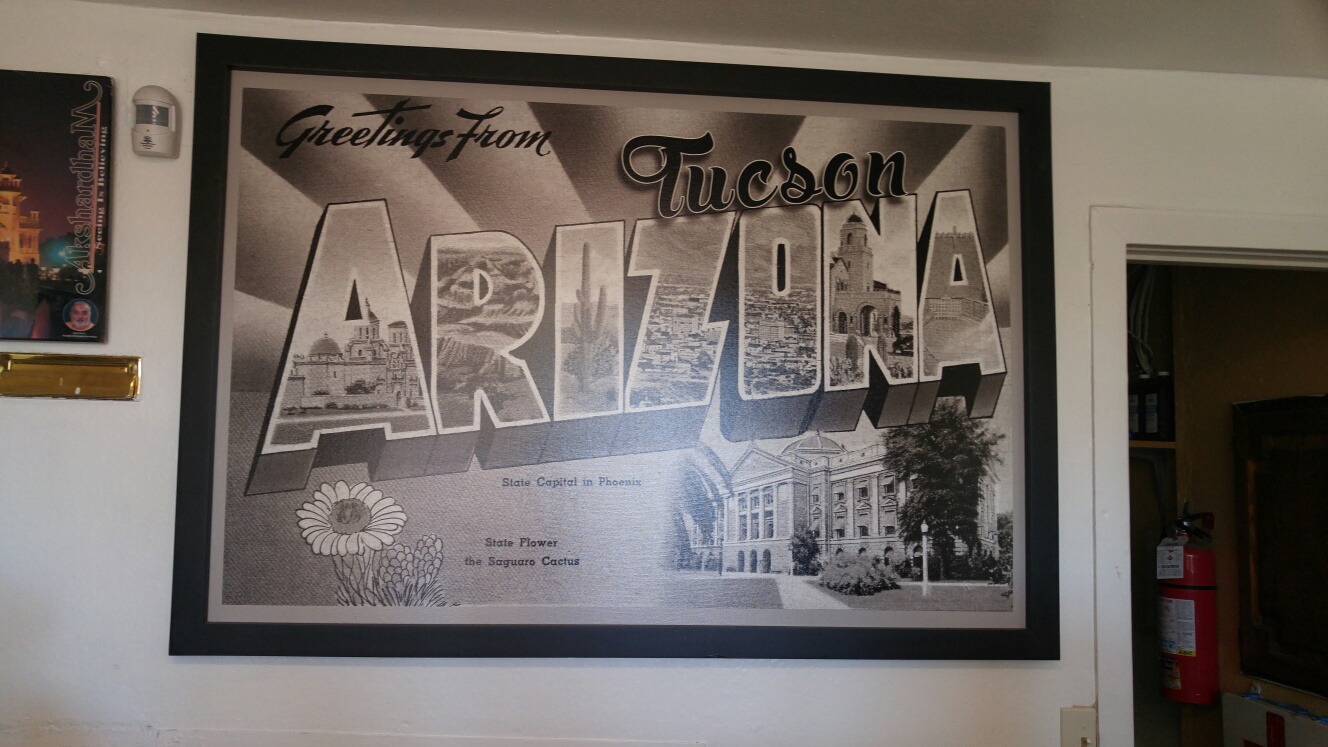 Akshardham
Seeing Is Believing
Greetings From
Tucson
ARIZONA
State Capital in Phoenix
State Flower
the Saguaro Cactus